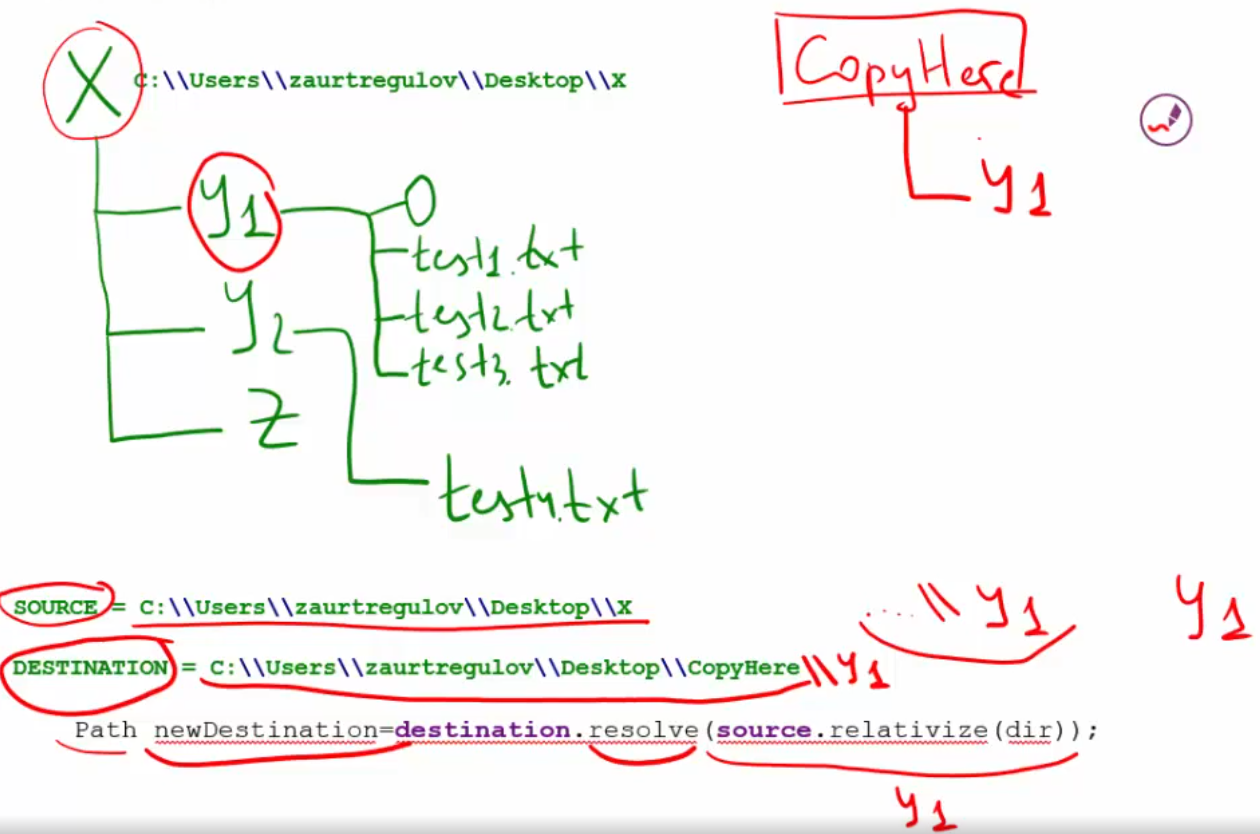 X C:\\Users\\zaurtregulov\\Desktop\\X
CopyHere
y1
y1
O
test1.txt
test2.txt
test3.txt
y2
z
test4.txt
SOURCE = C:\\Users\\zaurtregulov\\Desktop\\X
.... \\ y1
y1
DESTINATION = C:\\Users\\zaurtregulov\\Desktop\\CopyHere\\y1
Path newDestination=destination.resolve(source.relativize(dir));
y1